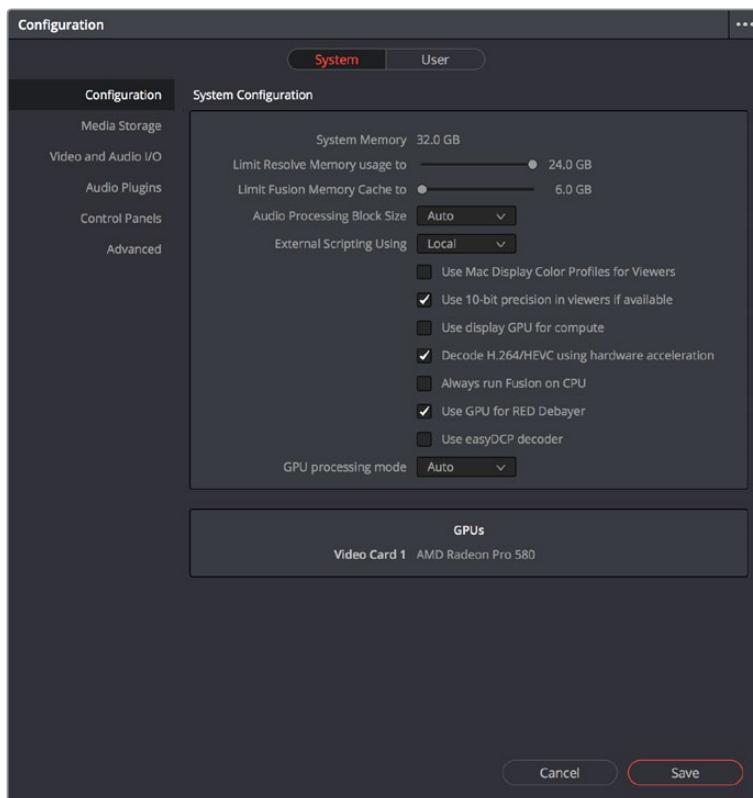 Configuration
System User
Configuration
Media Storage
Video and Audio I/O
Audio Plugins
Control Panels
Advanced
System Configuration
System Memory 32.0 GB
Limit Resolve Memory usage to 24.0 GB
Limit Fusion Memory Cache to 6.0 GB
Audio Processing Block Size Auto
External Scripting Using Local
Use Mac Display Color Profiles for Viewers
Use 10-bit precision in viewers if available
Use display GPU for compute
Decode H.264/HEVC using hardware acceleration
Always run Fusion on CPU
Use GPU for RED Debayer
Use easyDCP decoder
GPU processing mode Auto
GPUs
Video Card 1 AMD Radeon Pro 580
Cancel Save